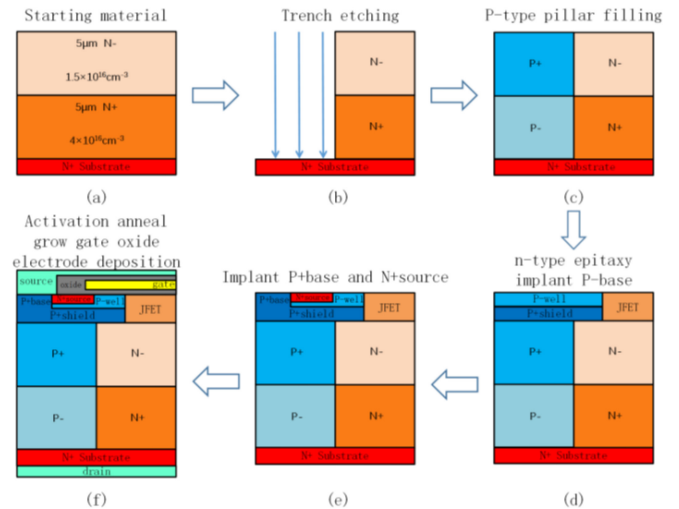 Starting material
Trench etching
P-type pillar filling
5μm N-
1.5×10¹⁶cm⁻³
5μm N+
4×10¹⁶cm⁻³
N+ Substrate
N-
N+
N+ Substrate
P+
N-
P-
N+
N+ Substrate
(a)
(b)
(c)
Activation anneal
grow gate oxide
electrode deposition
Implant P+base and N+source
n-type epitaxy
implant P-base
source
oxide
gate
P+base
N+source
P-well
P+shield
JFET
P+
N-
P-
N+
N+ Substrate
drain
P+base
N+source
P-well
P+shield
JFET
P+
N-
P-
N+
N+ Substrate
P-well
P+shield
JFET
P+
N-
P-
N+
N+ Substrate
(f)
(e)
(d)